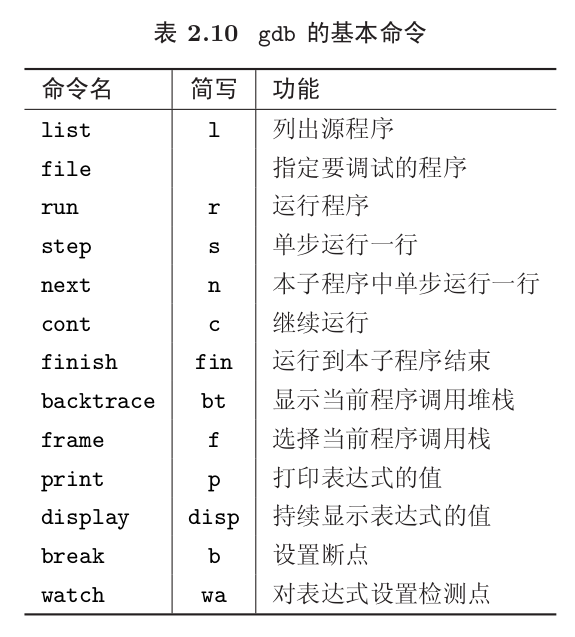 表 2.10 gdb 的基本命令
命令名 简写 功能
list l 列出源程序
file 指定要调试的程序
run r 运行程序
step s 单步运行一行
next n 本子程序中单步运行一行
cont c 继续运行
finish fin 运行到本子程序结束
backtrace bt 显示当前程序调用堆栈
frame f 选择当前程序调用栈
print p 打印表达式的值
display disp 持续显示表达式的值
break b 设置断点
watch wa 对表达式设置检测点